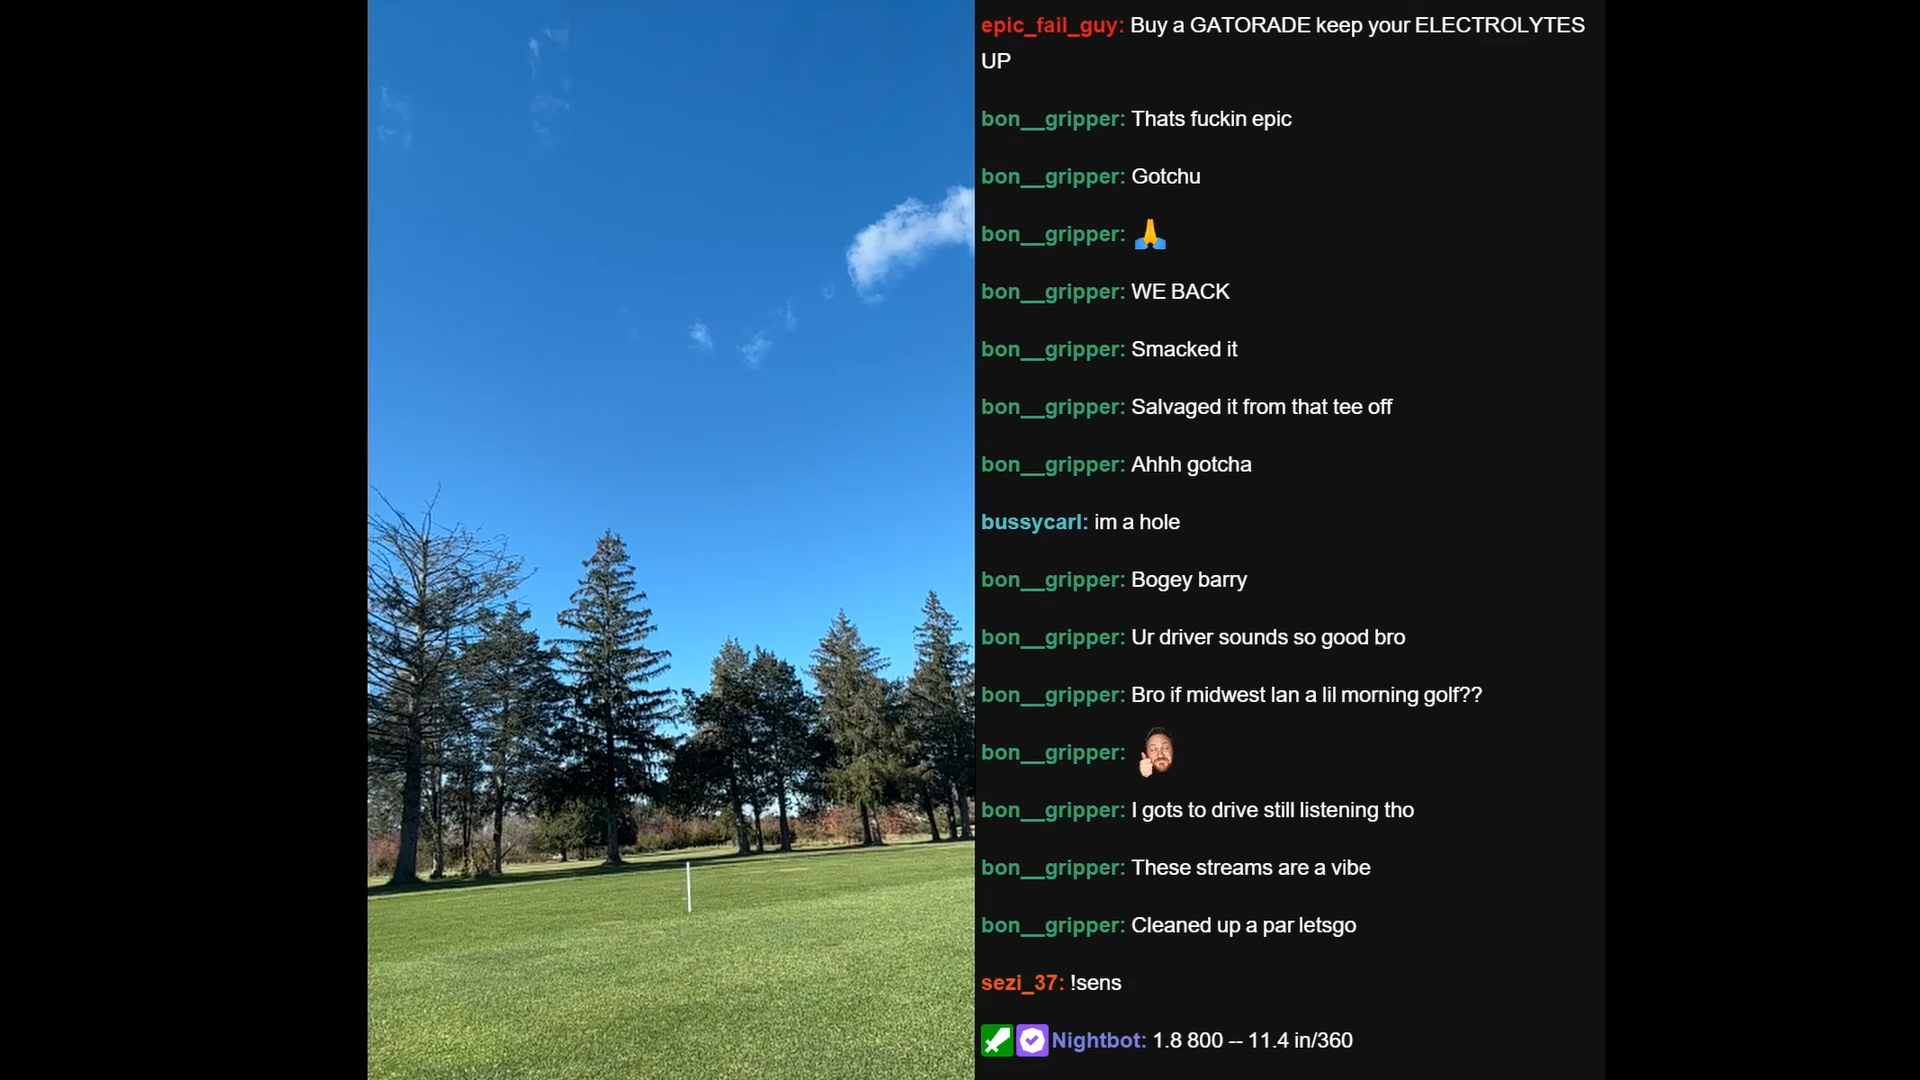 epic_fail_guy: Buy a GATORADE keep your ELECTROLYTES
UP
bon__gripper: Thats fuckin epic
bon__gripper: Gotchu
bon__gripper: 🙏
bon__gripper: WE BACK
bon__gripper: Smacked it
bon__gripper: Salvaged it from that tee off
bon__gripper: Ahhh gotcha
bussycarl: im a hole
bon__gripper: Bogey barry
bon__gripper: Ur driver sounds so good bro
bon__gripper: Bro if midwest lan a lil morning golf??
bon__gripper:
bon__gripper: I gots to drive still listening tho
bon__gripper: These streams are a vibe
bon__gripper: Cleaned up a par letsgo
sezi_37: !sens
Nightbot: 1.8 800 -- 11.4 in/360